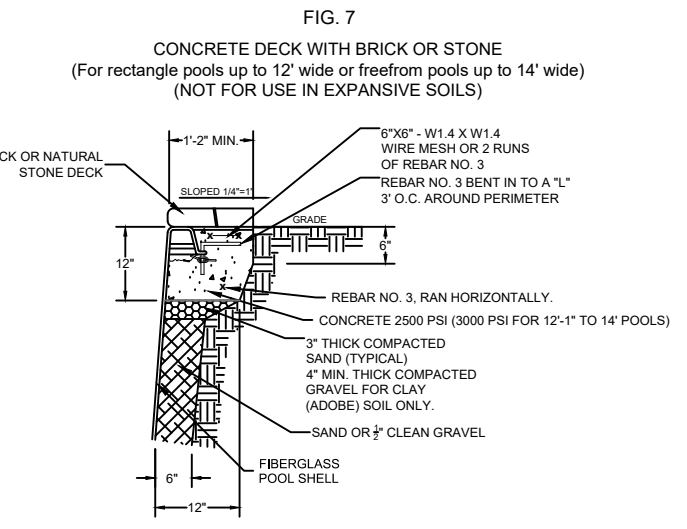 FIG. 7
CONCRETE DECK WITH BRICK OR STONE
(For rectangle pools up to 12' wide or freefrom pools up to 14' wide)
(NOT FOR USE IN EXPANSIVE SOILS)
1'-2" MIN.
6"X6" - W1.4 X W1.4
WIRE MESH OR 2 RUNS
OF REBAR NO. 3
CK OR NATURAL
STONE DECK
REBAR NO. 3 BENT IN TO A "L"
3' O.C. AROUND PERIMETER
SLOPED 1/4"=1'
GRADE
6"
12"
REBAR NO. 3, RAN HORIZONTALLY.
CONCRETE 2500 PSI (3000 PSI FOR 12'-1" TO 14' POOLS)
3" THICK COMPACTED
SAND (TYPICAL)
4" MIN. THICK COMPACTED
GRAVEL FOR CLAY
(ADOBE) SOIL ONLY.
SAND OR ½" CLEAN GRAVEL
FIBERGLASS
POOL SHELL
6"
12"